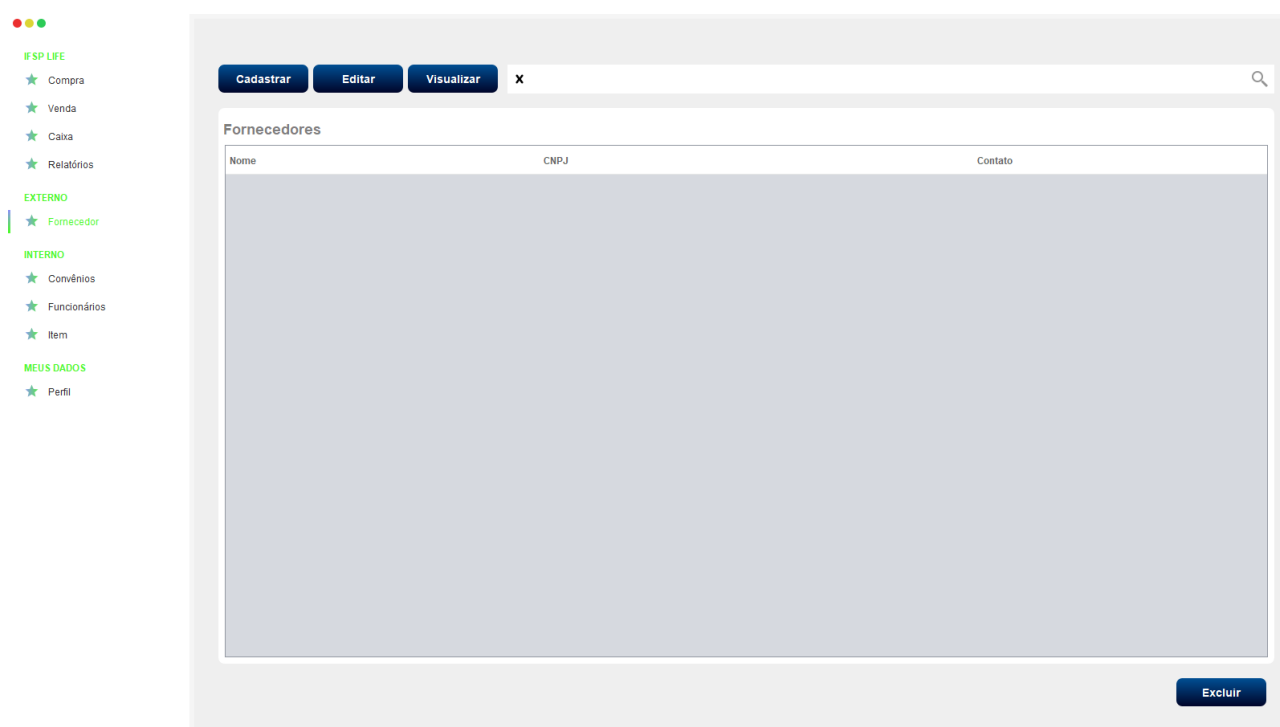 IFSP LIFE
Compra
Venda
Caixa
Relatórios
EXTERNO
Fornecedor
INTERNO
Convênios
Funcionários
Item
MEUS DADOS
Perfil
Cadastrar Editar Visualizar X
Fornecedores
Nome CNPJ Contato
Excluir